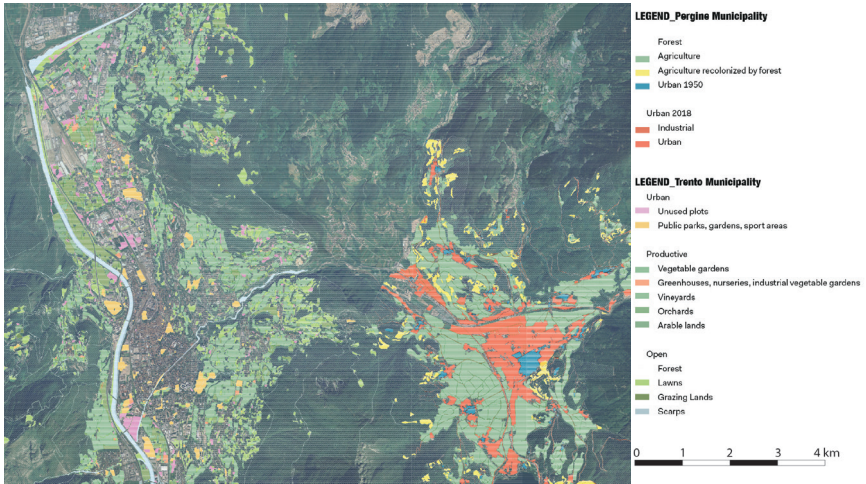 LEGEND_Pergine Municipality
Forest
Agriculture
Agriculture recolonized by forest
Urban 1950
Urban 2018
Industrial
Urban
LEGEND_Trento Municipality
Urban
Unused plots
Public parks, gardens, sport areas
Productive
Vegetable gardens
Greenhouses, nurseries, industrial vegetable gardens
Vineyards
Orchards
Arable lands
Open
Forest
Lawns
Grazing Lands
Scarps
0 1 2 3 4 km